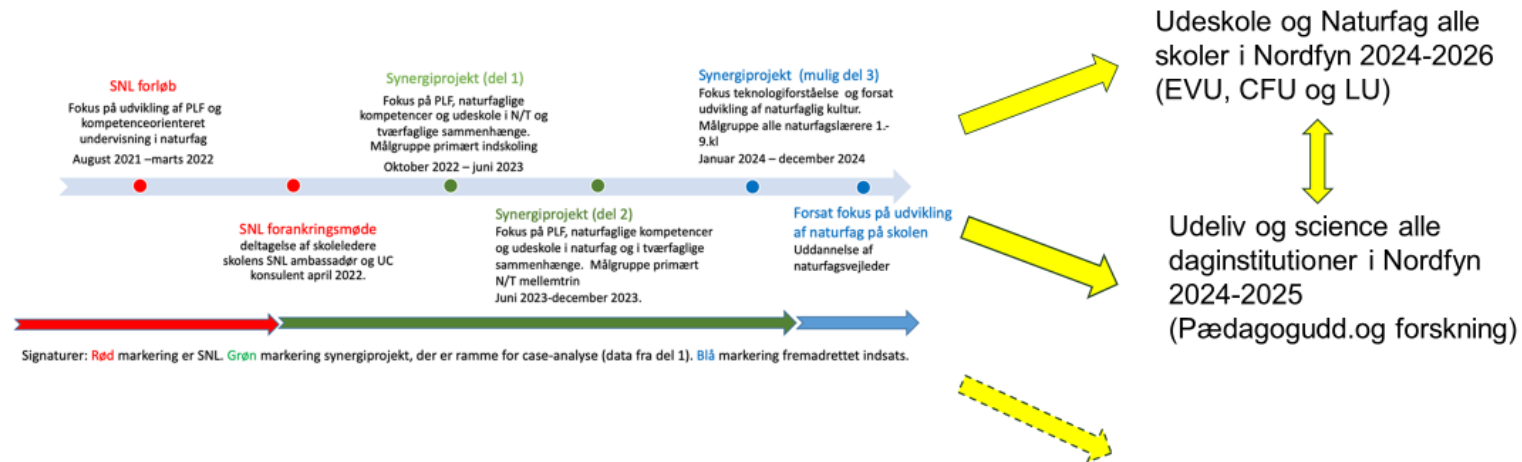 SNL forløb
Fokus på udvikling af PLF og
kompetenceorienteret
undervisning i naturfag
August 2021 –marts 2022
Synergiprojekt (del 1)
Fokus på PLF, naturfaglige
kompetencer og udeskole i N/T og
tværfaglige sammenhænge.
Målgruppe primært indskoling
Oktober 2022 – juni 2023
Synergiprojekt (mulig del 3)
Fokus teknologiforståelse og forsat
udvikling af naturfaglig kultur.
Målgruppe alle naturfagslærere 1.-
9.kl
Januar 2024 – december 2024
SNL forankringsmøde
deltagelse af skoleledere
skolens SNL ambassadør og UC
konsulent april 2022.
Synergiprojekt (del 2)
Fokus på PLF, naturfaglige kompetencer
og udeskole i naturfag og i tværfaglige
sammenhænge. Målgruppe primært
N/T mellemtrin
Juni 2023-december 2023.
Forsat fokus på udvikling
af naturfag på skolen
Uddannelse af
naturfagsvejleder
Signaturer: Rød markering er SNL. Grøn markering synergiprojekt, der er ramme for case-analyse (data fra del 1). Blå markering fremadrettet indsats.
Udeskole og Naturfag alle
skoler i Nordfyn 2024-2026
(EVU, CFU og LU)
Udeliv og science alle
daginstitutioner i Nordfyn
2024-2025
(Pædagogudd.og forskning)